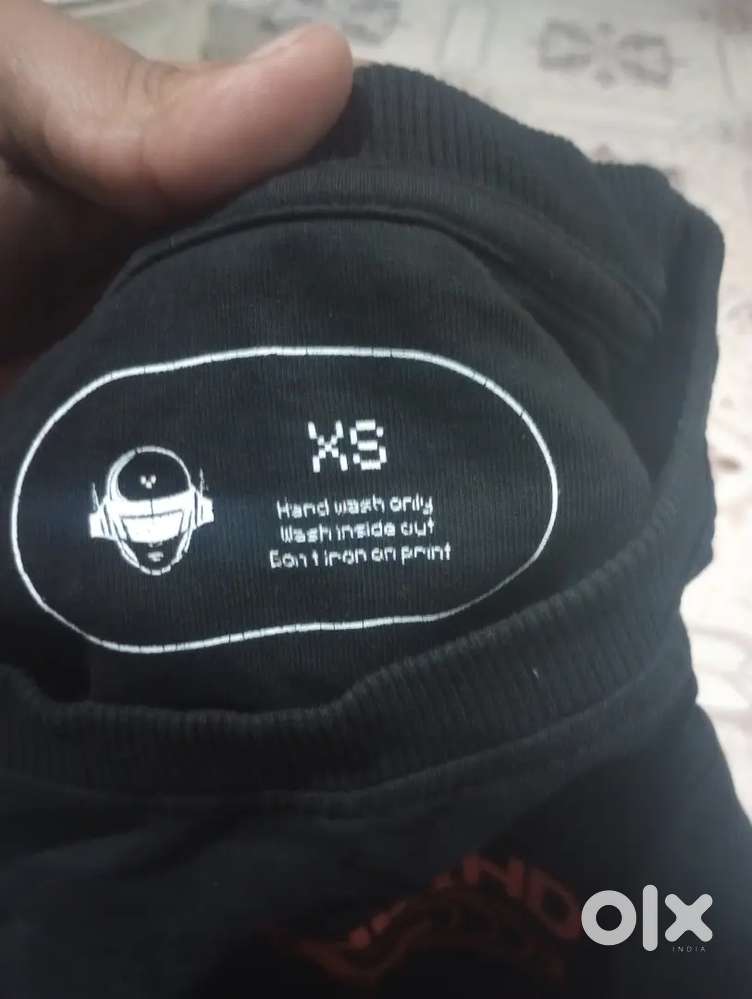 XS
Hand wash only
Wash inside out
Don't iron on print
olx
INDIA